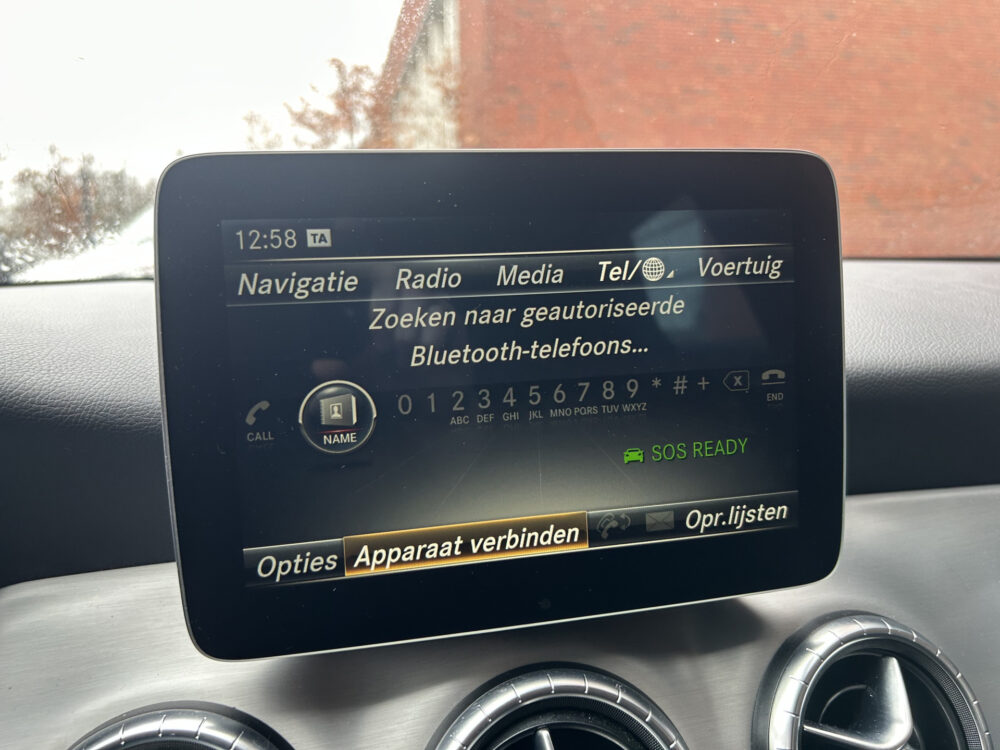 12:58 TA
Navigatie Radio Media Tel/ Voertuig
Zoeken naar geautoriseerde
Bluetooth-telefoons...
CALL NAME 0 1 2 3 4 5 6 7 8 9 * # + X END
ABC DEF GHI JKL MNO PQRS TUV WXYZ
SOS READY
Opties Apparaat verbinden Opr.lijsten